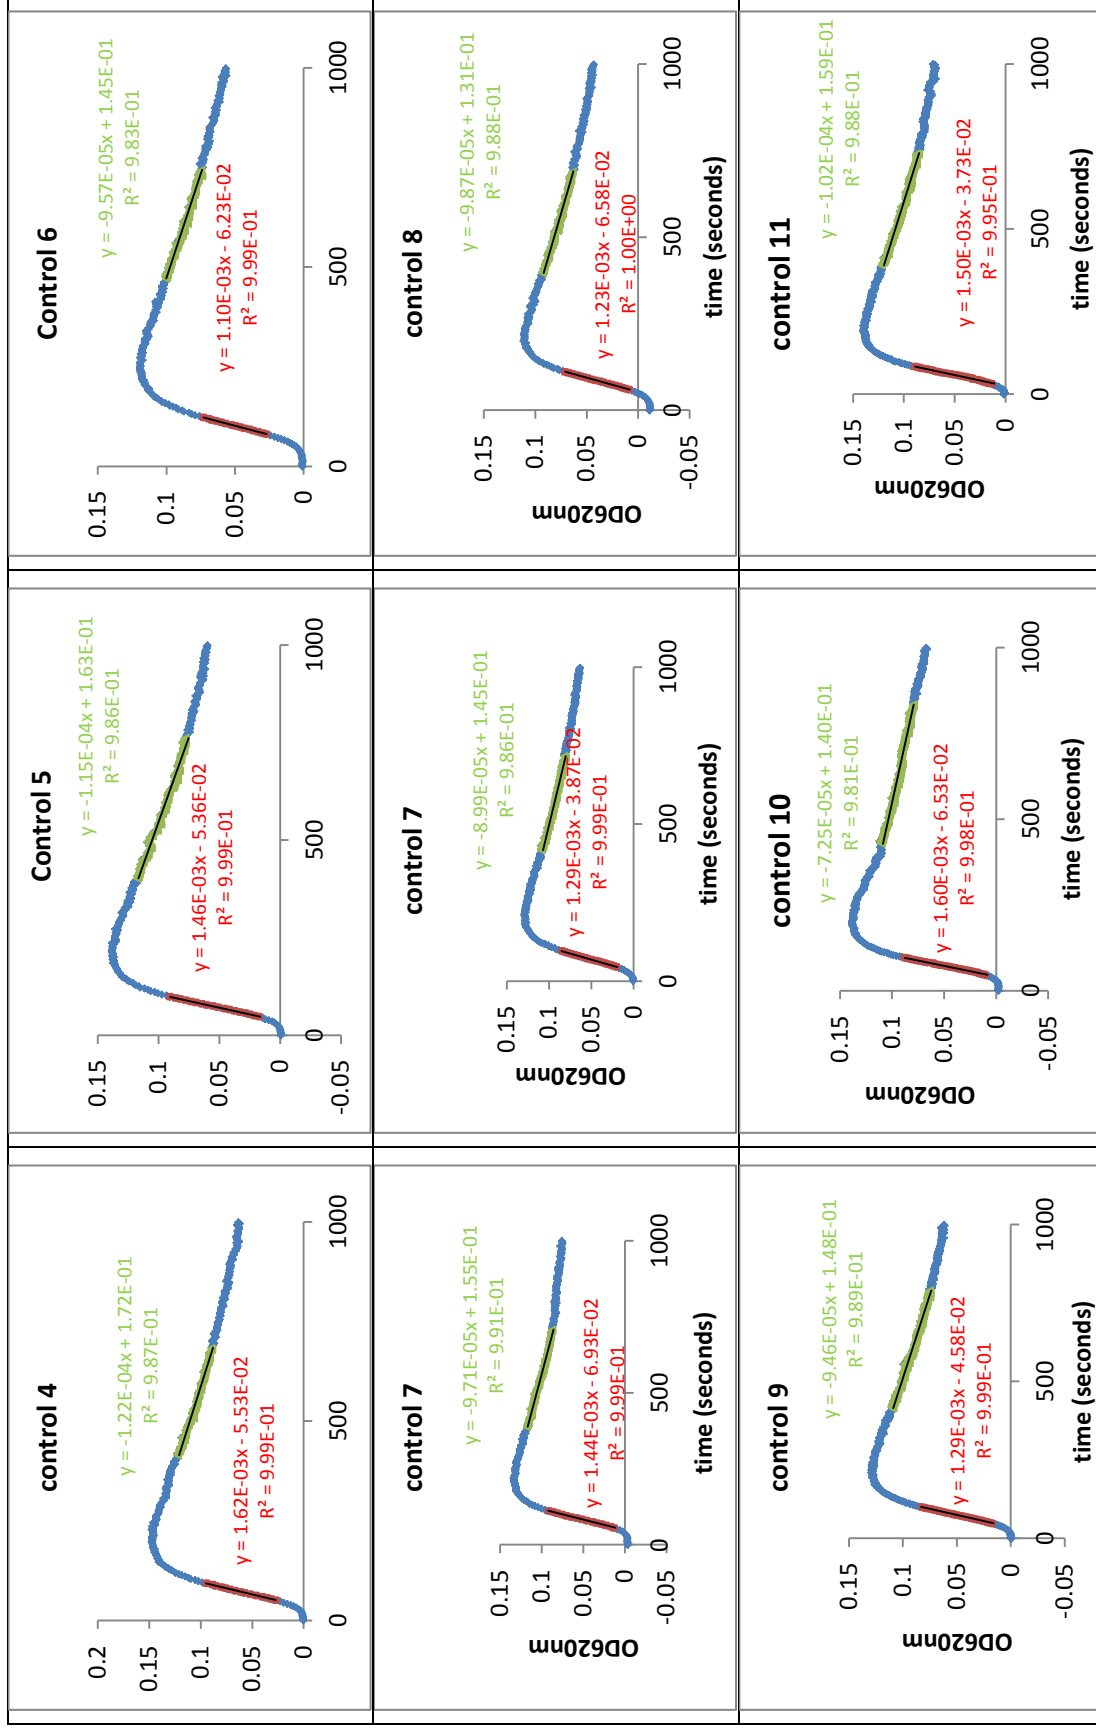 control 4
y = -1.22E-04x + 1.72E-01
R² = 9.87E-01
y = 1.62E-03x - 5.53E-02
R² = 9.99E-01
0.2
0.15
0.1
0.05
0
0
500
1000
Control 5
y = -1.15E-04x + 1.63E-01
R² = 9.86E-01
y = 1.46E-03x - 5.36E-02
R² = 9.99E-01
0.15
0.1
0.05
0
-0.05
0
500
1000
Control 6
y = -9.57E-05x + 1.45E-01
R² = 9.83E-01
y = 1.10E-03x - 6.23E-02
R² = 9.99E-01
0.15
0.1
0.05
0
0
500
1000
control 7
y = -9.71E-05x + 1.55E-01
R² = 9.91E-01
y = 1.44E-03x - 6.93E-02
R² = 9.99E-01
0.15
0.1
0.05
0
-0.05
0
500
1000
OD620nm
time (seconds)
control 7
y = -8.99E-05x + 1.45E-01
R² = 9.86E-01
y = 1.29E-03x - 3.87E-02
R² = 9.99E-01
0.15
0.1
0.05
0
0
500
1000
OD620nm
time (seconds)
control 8
y = -9.87E-05x + 1.31E-01
R² = 9.88E-01
y = 1.23E-03x - 6.58E-02
R² = 1.00E+00
0.15
0.1
0.05
0
-0.05
0
500
1000
OD620nm
time (seconds)
control 9
y = -9.46E-05x + 1.48E-01
R² = 9.89E-01
y = 1.29E-03x - 4.58E-02
R² = 9.99E-01
0.15
0.1
0.05
0
-0.05
0
500
1000
OD620nm
time (seconds)
control 10
y = -7.25E-05x + 1.40E-01
R² = 9.81E-01
y = 1.60E-03x - 6.53E-02
R² = 9.98E-01
0.15
0.1
0.05
0
-0.05
0
500
1000
OD620nm
time (seconds)
control 11
y = -1.02E-04x + 1.59E-01
R² = 9.88E-01
y = 1.50E-03x - 3.73E-02
R² = 9.95E-01
0.15
0.1
0.05
0
0
500
1000
OD620nm
time (seconds)